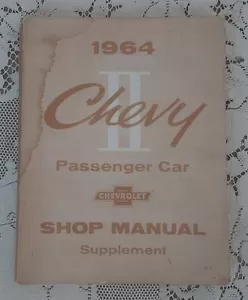 1964
Chevy II
Passenger Car
CHEVROLET
SHOP MANUAL
Supplement